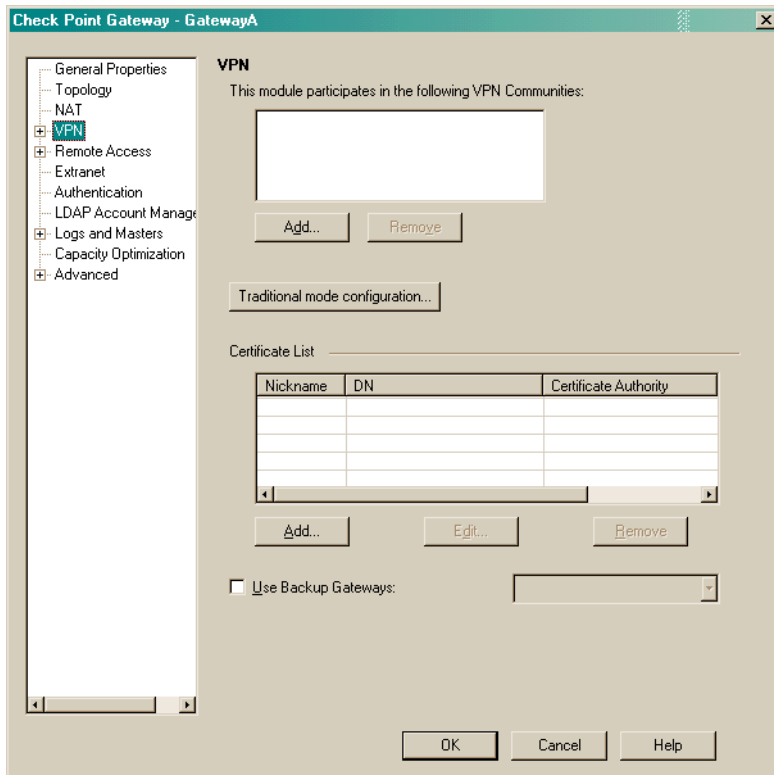 Check Point Gateway - GatewayA
General Properties
Topology
NAT
VPN
Remote Access
Extranet
Authentication
LDAP Account Manage
Logs and Masters
Capacity Optimization
Advanced
VPN
This module participates in the following VPN Communities:
Add... Remove
Traditional mode configuration...
Certificate List
Nickname DN Certificate Authority
Add... Edit... Remove
Use Backup Gateways:
OK Cancel Help